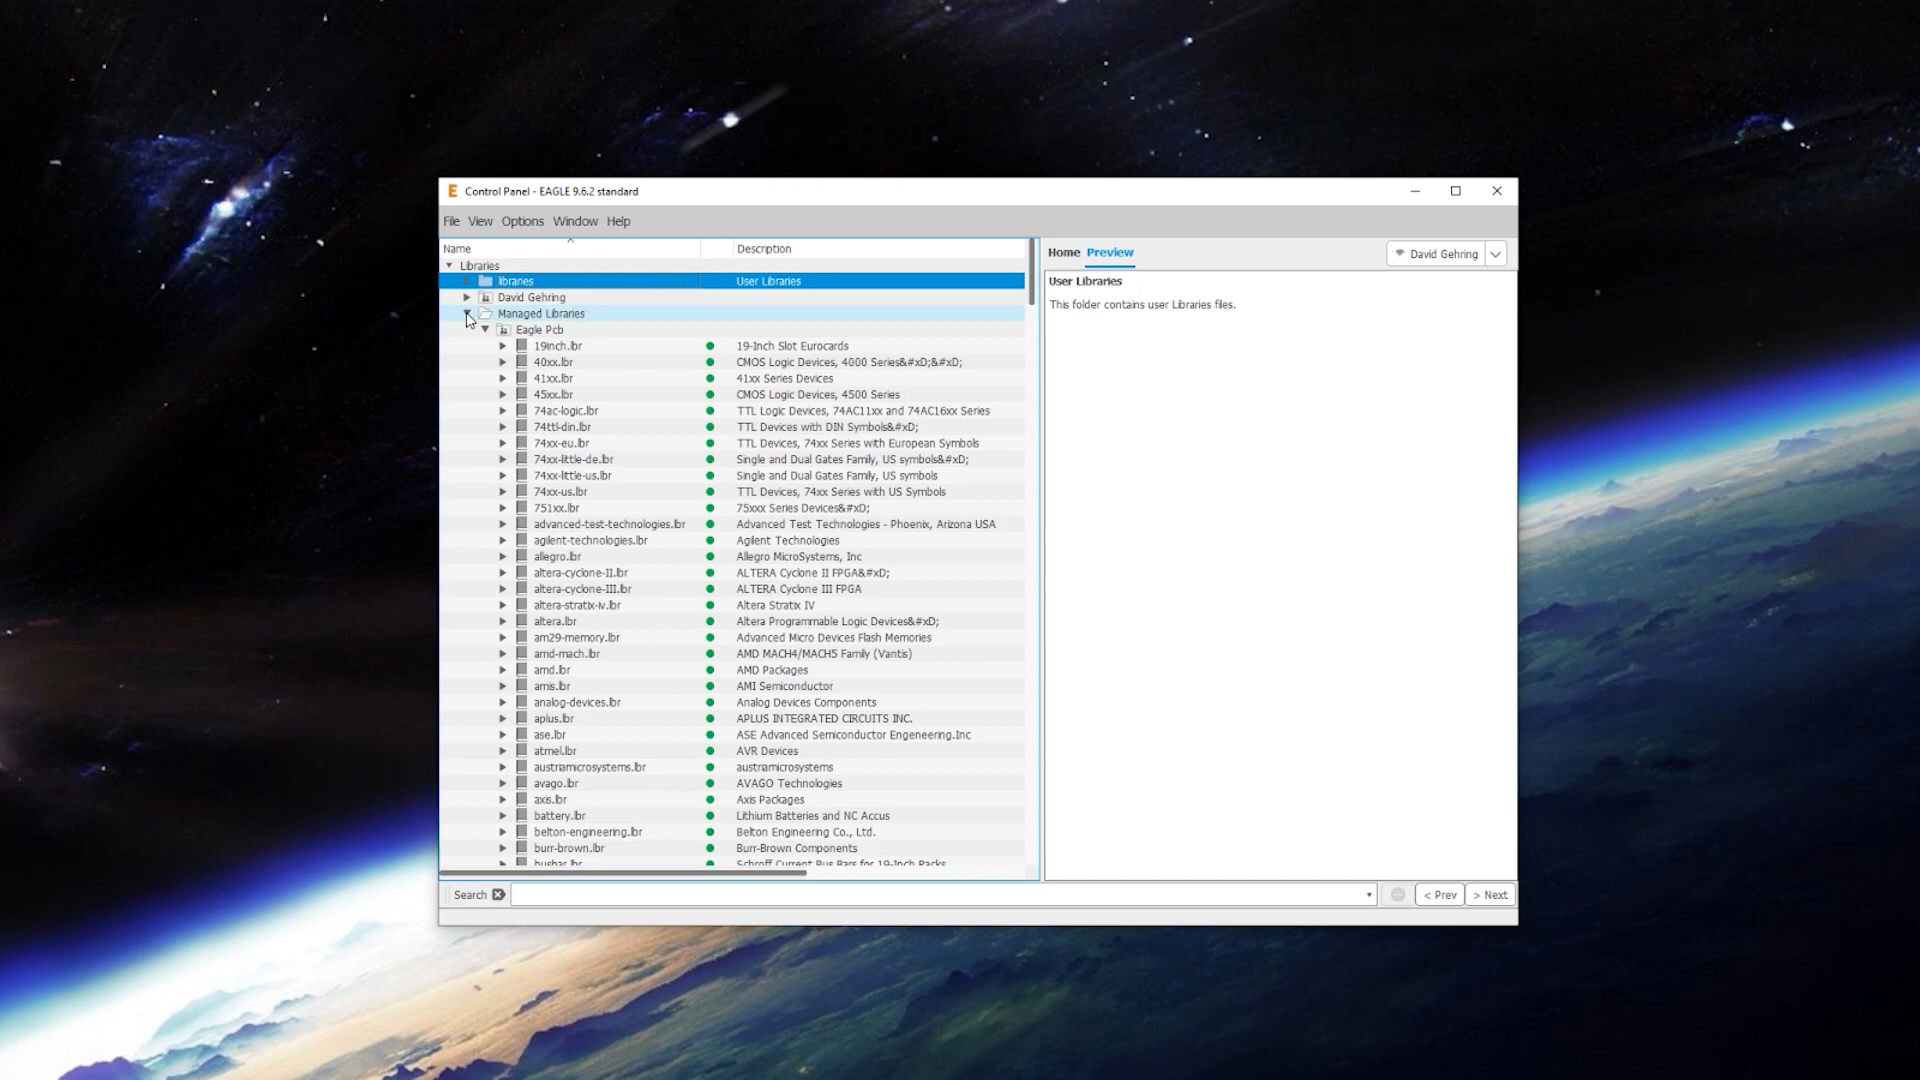 E Control Panel - EAGLE 9.6.2 standard
File View Options Window Help
Name Description
Libraries
libraries User Libraries
David Gehring
Managed Libraries
Eagle Pcb
19inch.lbr 19-Inch Slot Eurocards
40xx.lbr CMOS Logic Devices, 4000 Series&#xD;&#xD;
41xx.lbr 41xx Series Devices
45xx.lbr CMOS Logic Devices, 4500 Series
74ac-logic.lbr TTL Logic Devices, 74AC11xx and 74AC16xx Series
74ttl-din.lbr TTL Devices with DIN Symbols&#xD;
74xx-eu.lbr TTL Devices, 74xx Series with European Symbols
74xx-little-de.lbr Single and Dual Gates Family, US symbols&#xD;
74xx-little-us.lbr Single and Dual Gates Family, US symbols
74xx-us.lbr TTL Devices, 74xx Series with US Symbols
751xx.lbr 75xxx Series Devices&#xD;
advanced-test-technologies.lbr Advanced Test Technologies - Phoenix, Arizona USA
agilent-technologies.lbr Agilent Technologies
allegro.lbr Allegro MicroSystems, Inc
altera-cyclone-II.lbr ALTERA Cyclone II FPGA&#xD;
altera-cyclone-III.lbr ALTERA Cyclone III FPGA
altera-stratix-iv.lbr Altera Stratix IV
altera.lbr Altera Programmable Logic Devices&#xD;
am29-memory.lbr Advanced Micro Devices Flash Memories
amd-mach.lbr AMD MACH4/MACH5 Family (Vantis)
amd.lbr AMD Packages
amis.lbr AMI Semiconductor
analog-devices.lbr Analog Devices Components
aplus.lbr APLUS INTEGRATED CIRCUITS INC.
ase.lbr ASE Advanced Semiconductor Engeneering.Inc
atmel.lbr AVR Devices
austriamicrosystems.lbr austriamicrosystems
avago.lbr AVAGO Technologies
axis.lbr Axis Packages
battery.lbr Lithium Batteries and NC Accus
belton-engineering.lbr Belton Engineering Co., Ltd.
burr-brown.lbr Burr-Brown Components
busbar.lbr Schroff Current Bus Bars for 19-Inch Racks
Home Preview David Gehring
User Libraries
This folder contains user Libraries files.
Search < Prev > Next